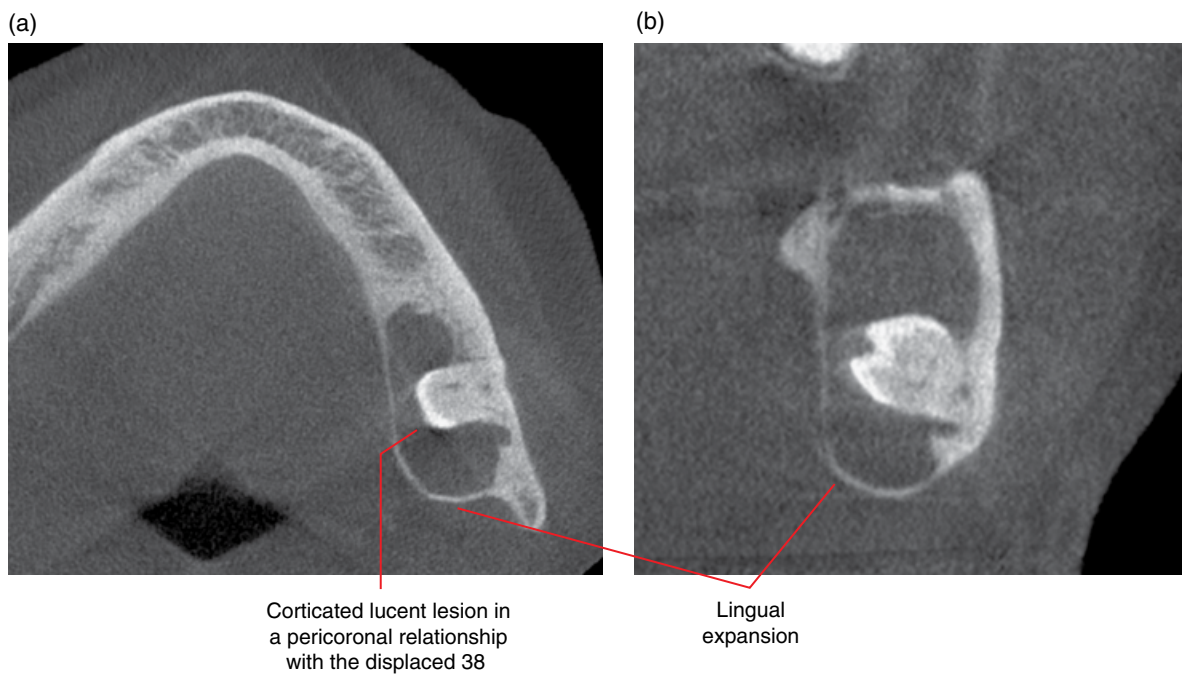 (a)
(b)
Corticated lucent lesion in
a pericoronal relationship
with the displaced 38
Lingual
expansion